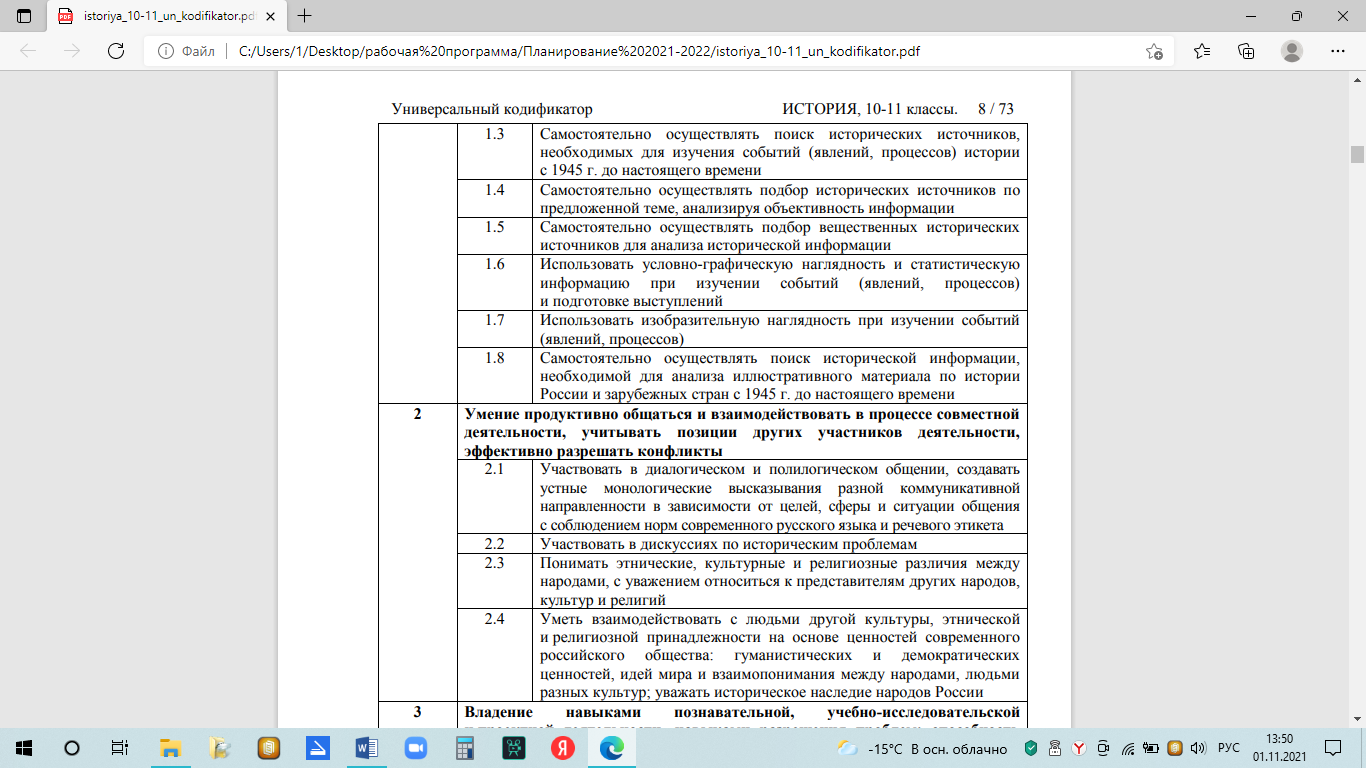 istoriya_10-11_un_kodifikator.pd
Файл
C:/Users/1/Desktop/рабочая%20программа/Планирование%202021-2022/istoriya_10-11_un_kodifikator.pdf
Универсальный кодификатор ИСТОРИЯ, 10-11 классы. 8 / 73
1.3 Самостоятельно осуществлять поиск исторических источников,
необходимых для изучения событий (явлений, процессов) истории
с 1945 г. до настоящего времени
1.4 Самостоятельно осуществлять подбор исторических источников по
предложенной теме, анализируя объективность информации
1.5 Самостоятельно осуществлять подбор вещественных исторических
источников для анализа исторической информации
1.6 Использовать условно-графическую наглядность и статистическую
информацию при изучении событий (явлений, процессов)
и подготовке выступлений
1.7 Использовать изобразительную наглядность при изучении событий
(явлений, процессов)
1.8 Самостоятельно осуществлять поиск исторической информации,
необходимой для анализа иллюстративного материала по истории
России и зарубежных стран с 1945 г. до настоящего времени
2 Умение продуктивно общаться и взаимодействовать в процессе совместной
деятельности, учитывать позиции других участников деятельности,
эффективно разрешать конфликты
2.1 Участвовать в диалогическом и полилогическом общении, создавать
устные монологические высказывания разной коммуникативной
направленности в зависимости от целей, сферы и ситуации общения
с соблюдением норм современного русского языка и речевого этикета
2.2 Участвовать в дискуссиях по историческим проблемам
2.3 Понимать этнические, культурные и религиозные различия между
народами, с уважением относиться к представителям других народов,
культур и религий
2.4 Уметь взаимодействовать с людьми другой культуры, этнической
и религиозной принадлежности на основе ценностей современного
российского общества: гуманистических и демократических
ценностей, идей мира и взаимопонимания между народами, людьми
разных культур; уважать историческое наследие народов России
3 Владение навыками познавательной, учебно-исследовательской
-15°C В осн. облачно
РУС
13:50
01.11.2021